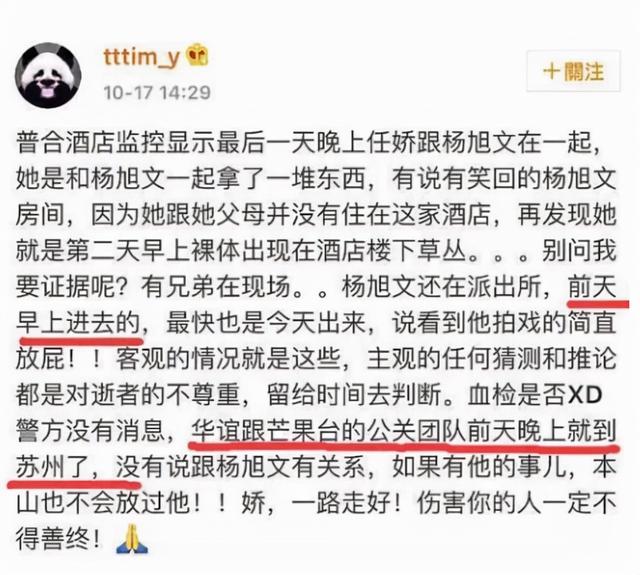 tttim_y
10-17 14:29
＋關注
普合酒店监控显示最后一天晚上任娇跟杨旭文在一起，
她是和杨旭文一起拿了一堆东西，有说有笑回的杨旭文
房间，因为她跟她父母并没有住在这家酒店，再发现她
就是第二天早上裸体出现在酒店楼下草丛。。。别问我
要证据呢？有兄弟在现场。。杨旭文还在派出所，前天
早上进去的，最快也是今天出来，说看到他拍戏的简直
放屁！！客观的情况就是这些，主观的任何猜测和推论
都是对逝者的不尊重，留给时间去判断。血检是否XD
警方没有消息，华谊跟芒果台的公关团队前天晚上就到
苏州了，没有说跟杨旭文有关系，如果有他的事儿，本
山也不会放过他！！娇，一路走好！伤害你的人一定不
得善终！🙏